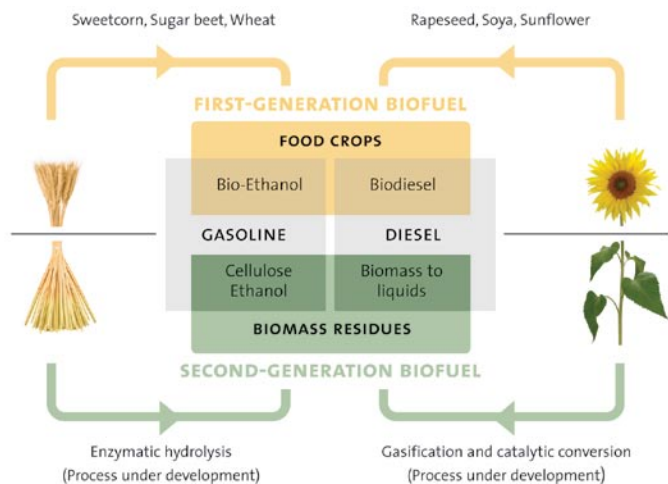 Sweetcorn, Sugar beet, Wheat
Rapeseed, Soya, Sunflower
FIRST-GENERATION BIOFUEL
FOOD CROPS
Bio-Ethanol
Biodiesel
GASOLINE
DIESEL
Cellulose
Ethanol
Biomass to
liquids
BIOMASS RESIDUES
SECOND-GENERATION BIOFUEL
Enzymatic hydrolysis
(Process under development)
Gasification and catalytic conversion
(Process under development)